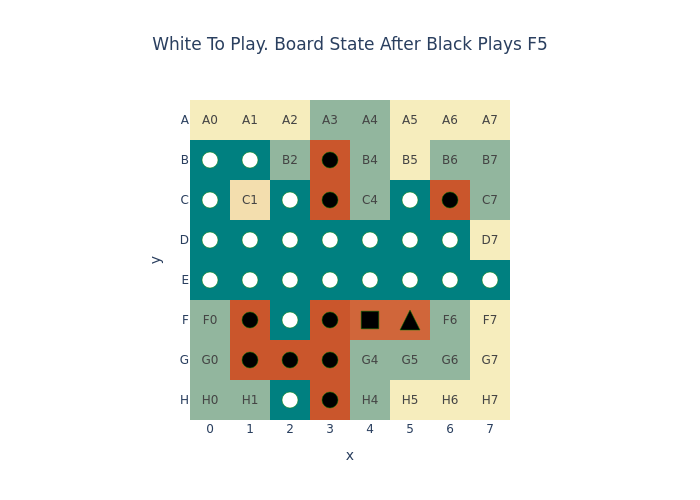 White To Play. Board State After Black Plays F5
A A0 A1 A2 A3 A4 A5 A6 A7
B B2 B4 B5 B6 B7
C C1 C4 C7
D D7
y
E
F F0 F6 F7
G G0 G4 G5 G6 G7
H H0 H1 H4 H5 H6 H7
0 1 2 3 4 5 6 7
x